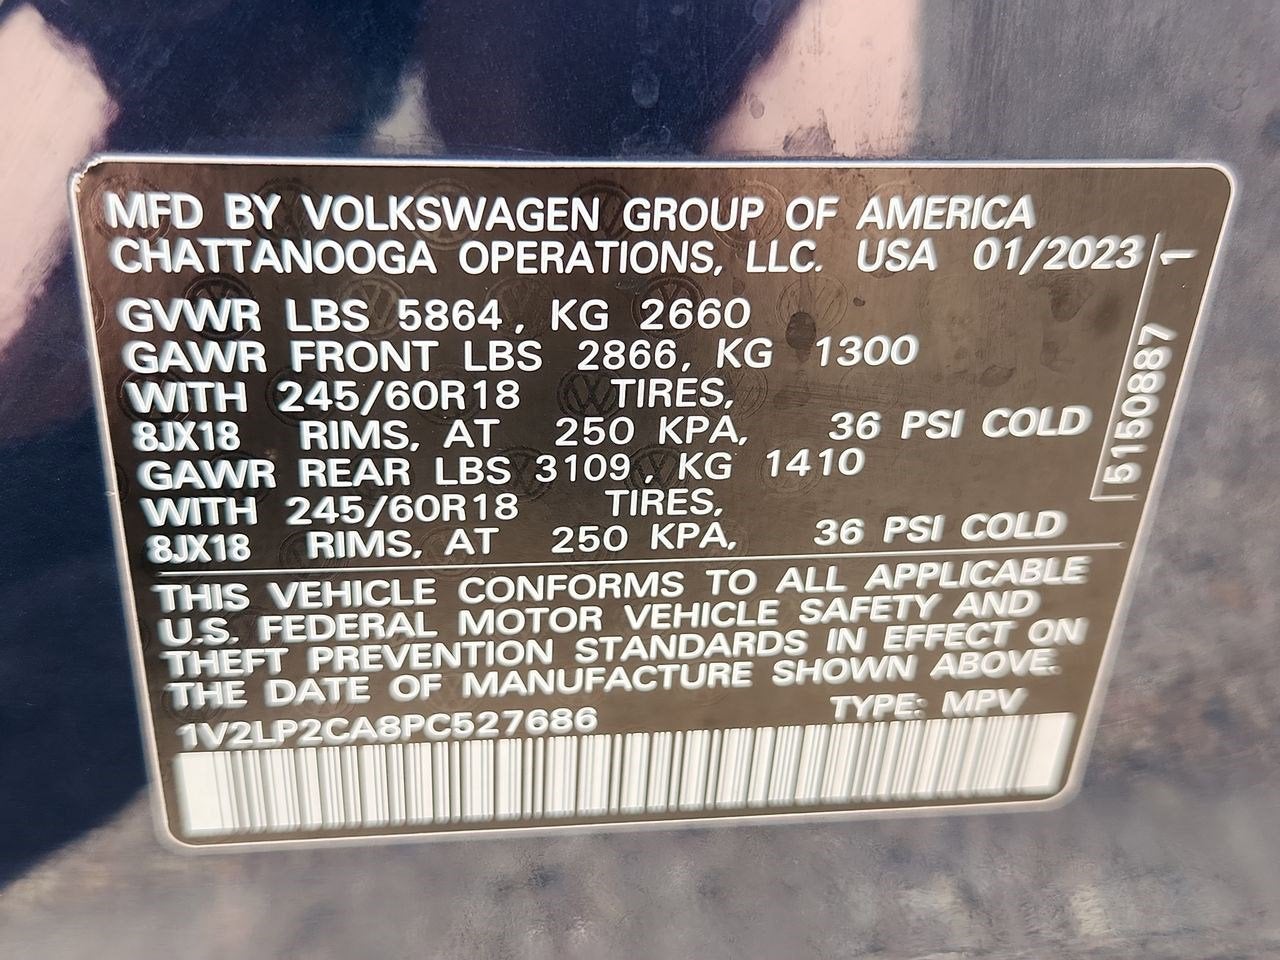 MFD BY VOLKSWAGEN GROUP OF AMERICA
CHATTANOOGA OPERATIONS, LLC. USA 01/2023
GVWR LBS 5864, KG 2660
GAWR FRONT LBS 2866, KG 1300
WITH 245/60R18 TIRES,
8JX18 RIMS, AT 250 KPA, 36 PSI COLD
GAWR REAR LBS 3109, KG 1410
WITH 245/60R18 TIRES,
8JX18 RIMS, AT 250 KPA, 36 PSI COLD
THIS VEHICLE CONFORMS TO ALL APPLICABLE
U.S. FEDERAL MOTOR VEHICLE SAFETY AND
THEFT PREVENTION STANDARDS IN EFFECT ON
THE DATE OF MANUFACTURE SHOWN ABOVE.
1V2LP2CA8PC527686 TYPE: MPV
5150887 1